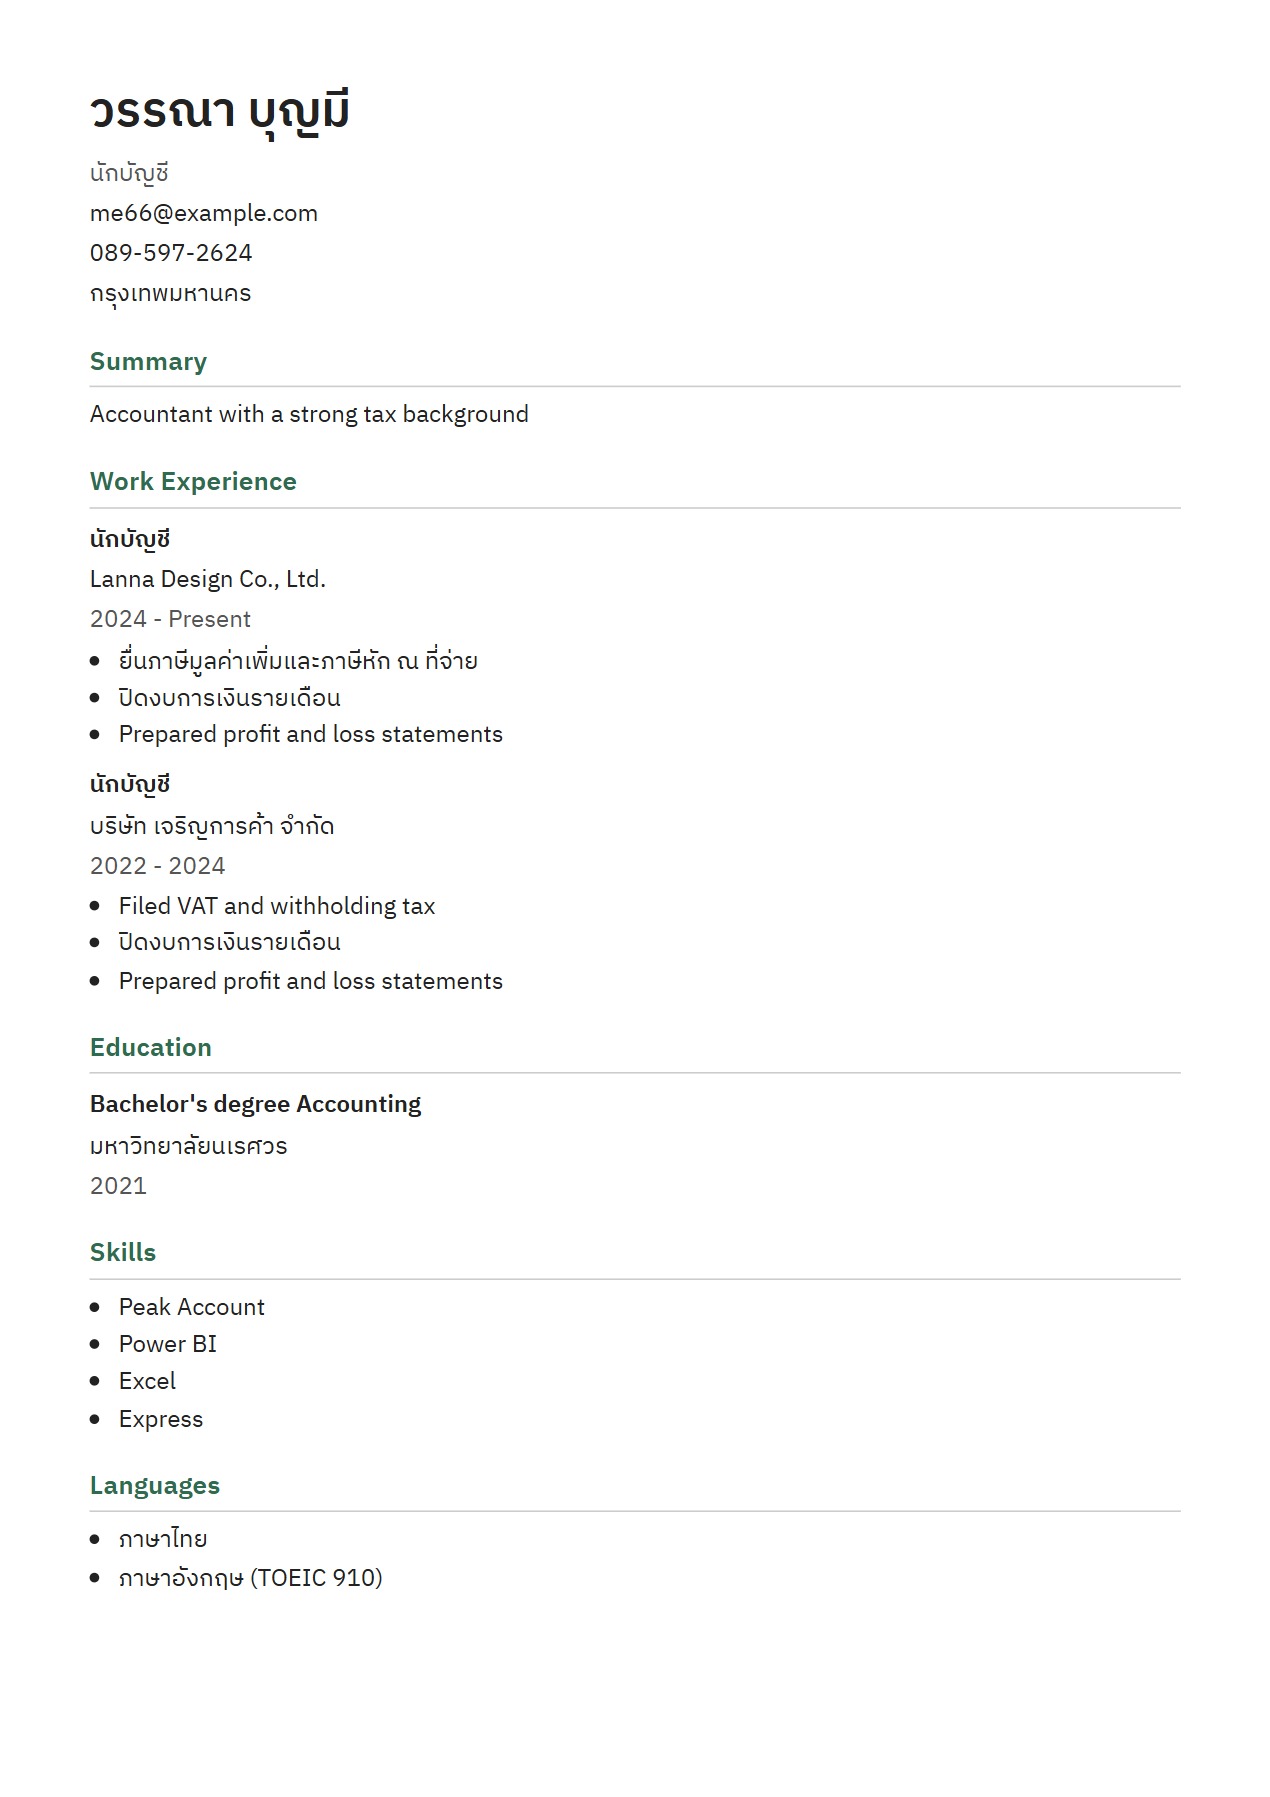 วรรณา บุญมี
นักบัญชี
me66@example.com
089-597-2624
กรุงเทพมหานคร
Summary
Accountant with a strong tax background
Work Experience
นักบัญชี
Lanna Design Co., Ltd.
2024 - Present
• ยื่นภาษีมูลค่าเพิ่มและภาษีหัก ณ ที่จ่าย
• ปิดงบการเงินรายเดือน
• Prepared profit and loss statements
นักบัญชี
บริษัท เจริญการค้า จำกัด
2022 - 2024
• Filed VAT and withholding tax
• ปิดงบการเงินรายเดือน
• Prepared profit and loss statements
Education
Bachelor's degree Accounting
มหาวิทยาลัยนเรศวร
2021
Skills
• Peak Account
• Power BI
• Excel
• Express
Languages
• ภาษาไทย
• ภาษาอังกฤษ (TOEIC 910)